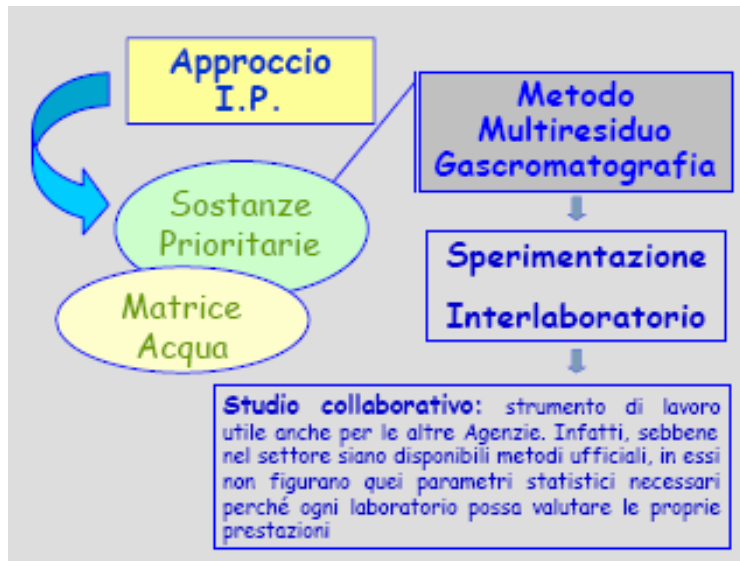 Approccio
I.P.
Metodo
Multiresiduo
Gascromatografia
Sostanze
Prioritarie
Matrice
Acqua
Sperimentazione
Interlaboratorio
Studio collaborativo: strumento di lavoro
utile anche per le altre Agenzie. Infatti, sebbene
nel settore siano disponibili metodi ufficiali, in essi
non figurano quei parametri statistici necessari
perché ogni laboratorio possa valutare le proprie
prestazioni